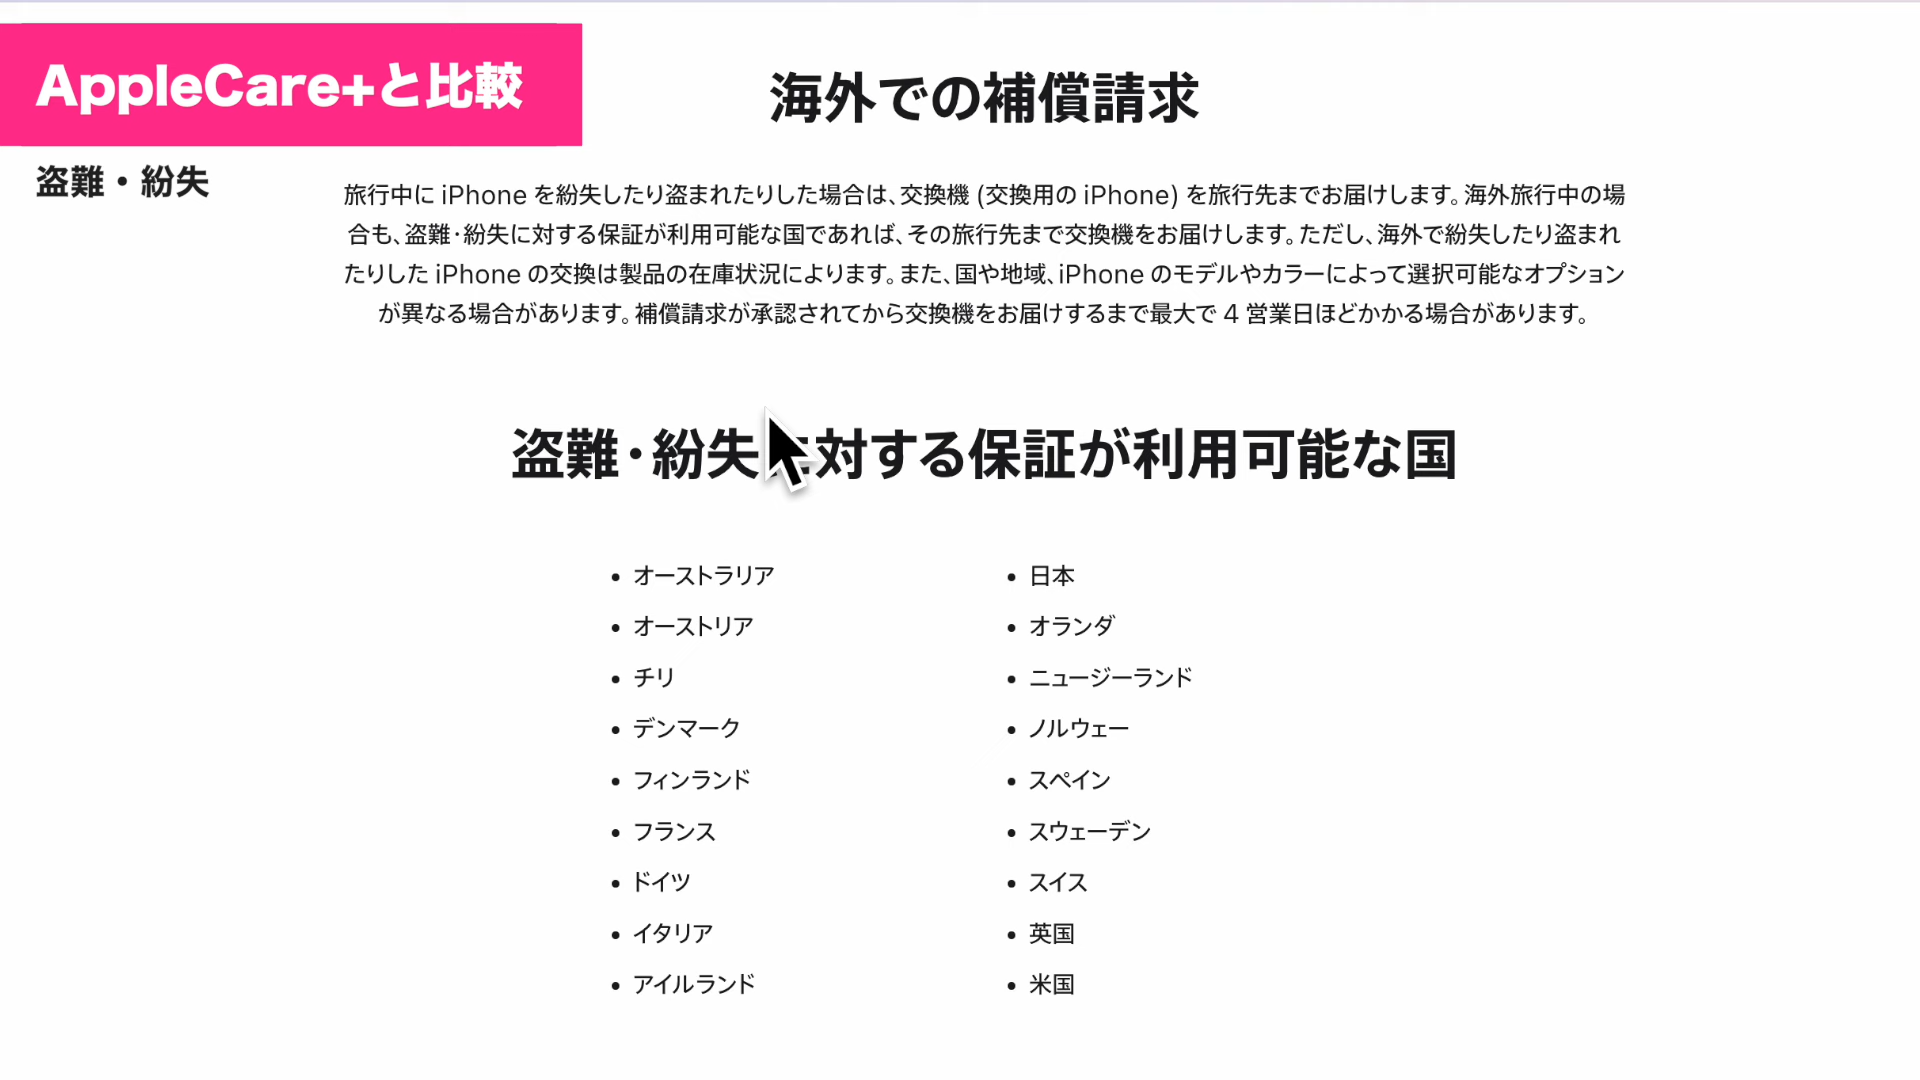 AppleCare+と比較
盗難・紛失
海外での補償請求
旅行中に iPhone を紛失したり盗まれたりした場合は、交換機 (交換用の iPhone) を旅行先までお届けします。海外旅行中の場
合も、盗難・紛失に対する保証が利用可能な国であれば、その旅行先まで交換機をお届けします。ただし、海外で紛失したり盗まれ
たりした iPhone の交換は製品の在庫状況によります。また、国や地域、iPhone のモデルやカラーによって選択可能なオプション
が異なる場合があります。補償請求が承認されてから交換機をお届けするまで最大で 4 営業日ほどかかる場合があります。
盗難・紛失に対する保証が利用可能な国
• オーストラリア
• オーストリア
• チリ
• デンマーク
• フィンランド
• フランス
• ドイツ
• イタリア
• アイルランド
• 日本
• オランダ
• ニュージーランド
• ノルウェー
• スペイン
• スウェーデン
• スイス
• 英国
• 米国